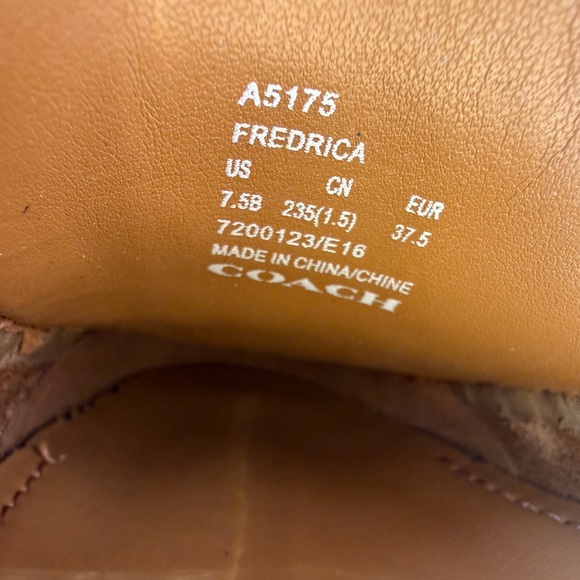 A5175
FREDRICA
US CN EUR
7.5B 235(1.5) 37.5
7200123/E16
MADE IN CHINA/CHINE
COACH